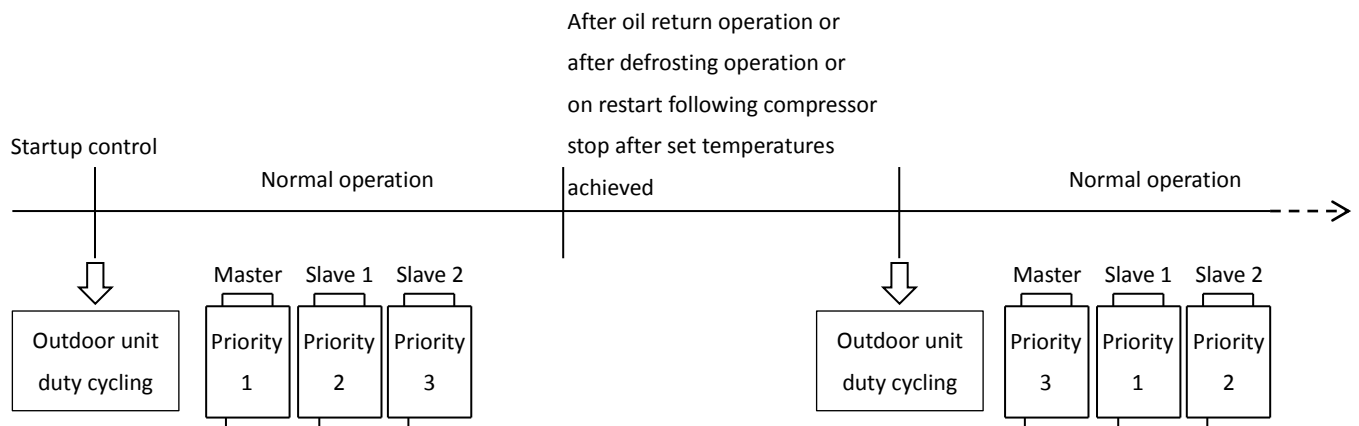 After oil return operation or
after defrosting operation or
on restart following compressor
stop after set temperatures
achieved
Startup control
Normal operation
Normal operation
Master Slave 1 Slave 2
Master Slave 1 Slave 2
Outdoor unit
duty cycling
Priority
1
Priority
2
Priority
3
Outdoor unit
duty cycling
Priority
3
Priority
1
Priority
2